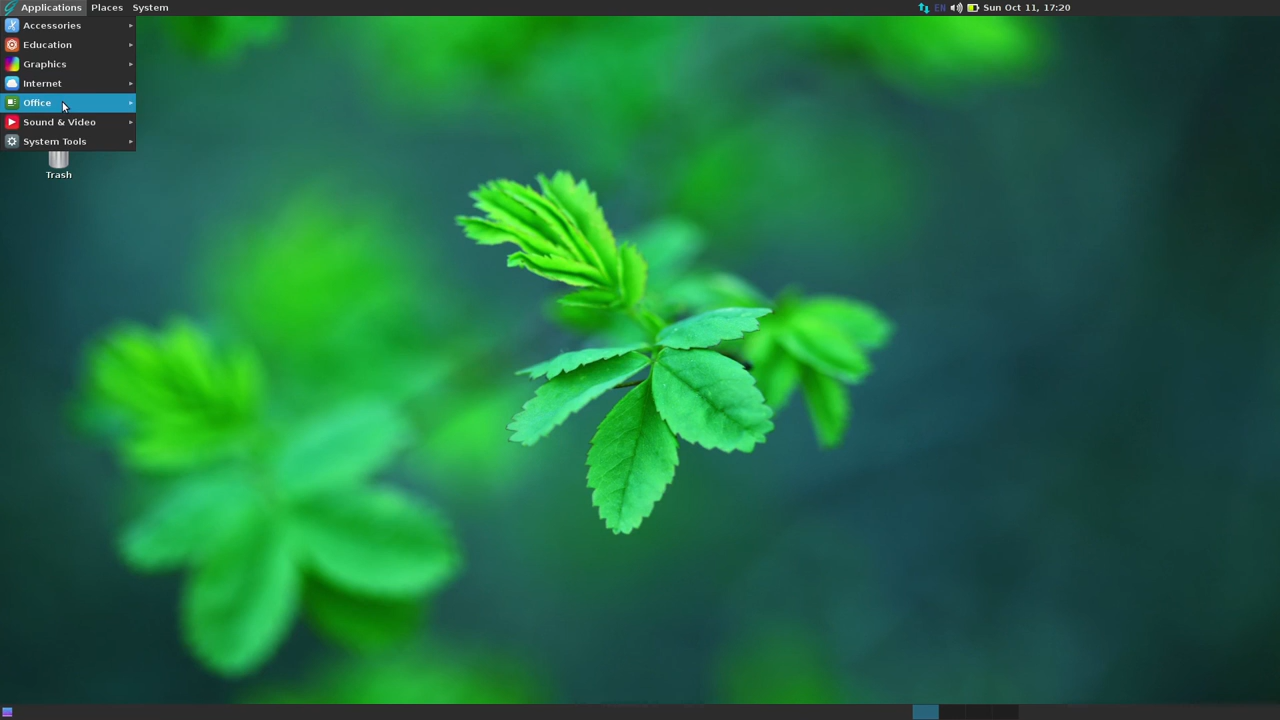 Applications Places System EN Sun Oct 11, 17:20
Accessories
Education
Graphics
Internet
Office
Sound & Video
System Tools
Trash